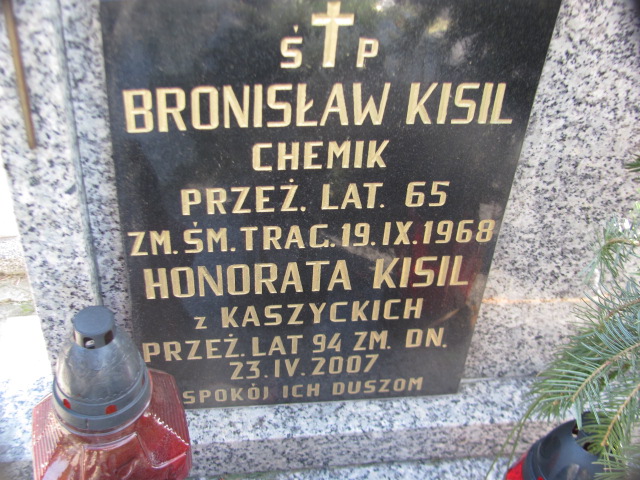 Ś P
BRONISŁAW KISIL
CHEMIK
PRZEŻ. LAT. 65
ZM. ŚM. TRAG. 19.IX.1968
HONORATA KISIL
z KASZYCKICH
PRZEŻ. LAT 94 ZM. DN.
23.IV.2007
SPOKÓJ ICH DUSZOM